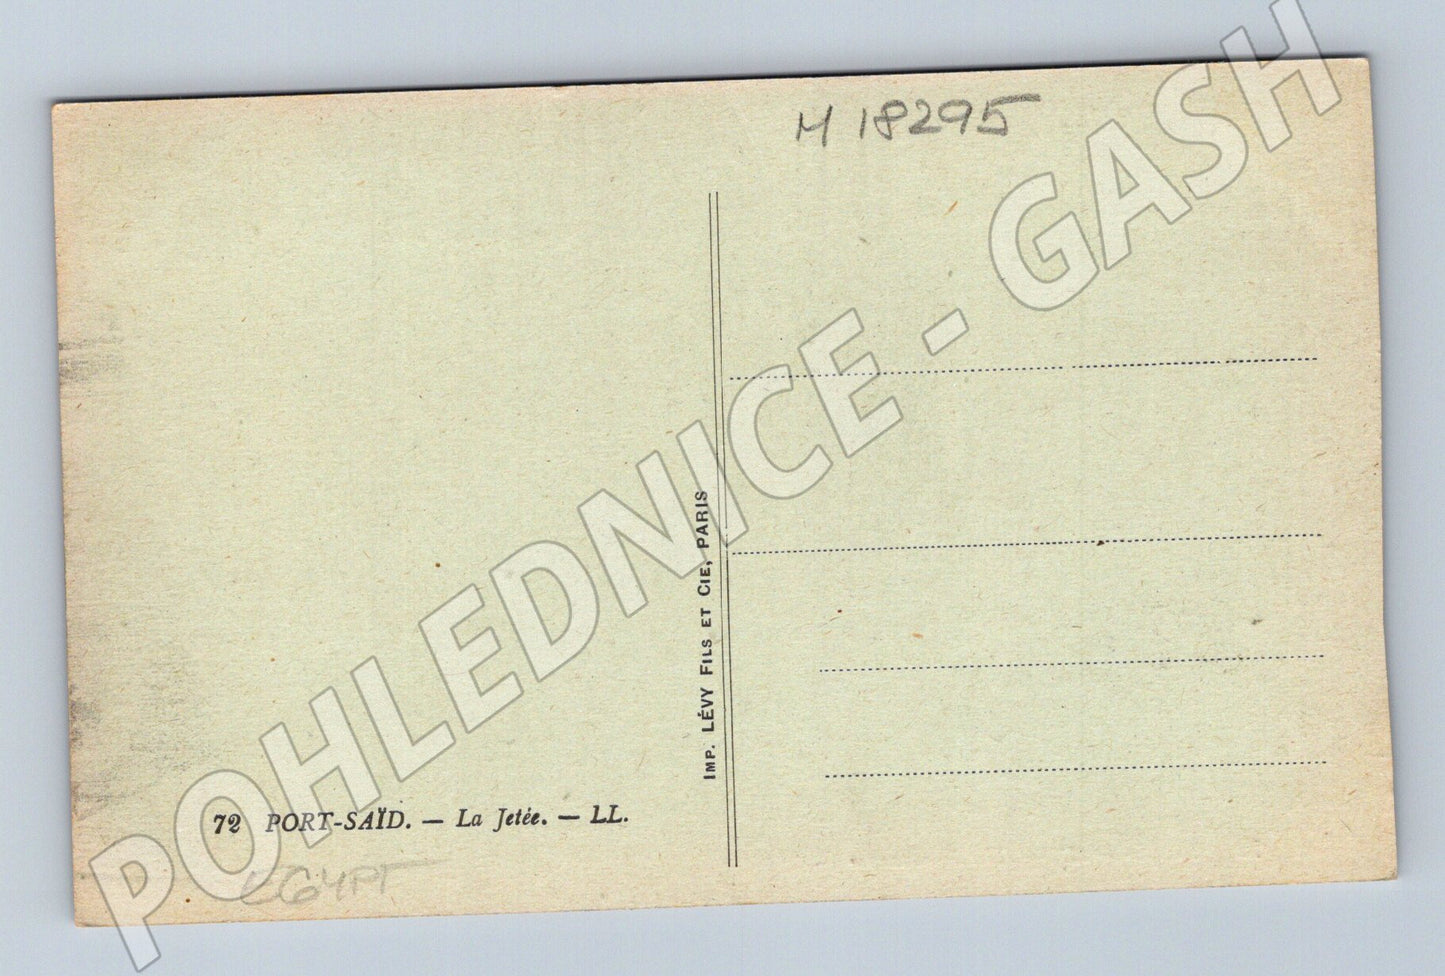 M 18295
IMP. LÉVY FILS ET CIE, PARIS
72 PORT-SAÏD. — La Jetée. — LL.
EGYPT
POHLEDNICE - GASH